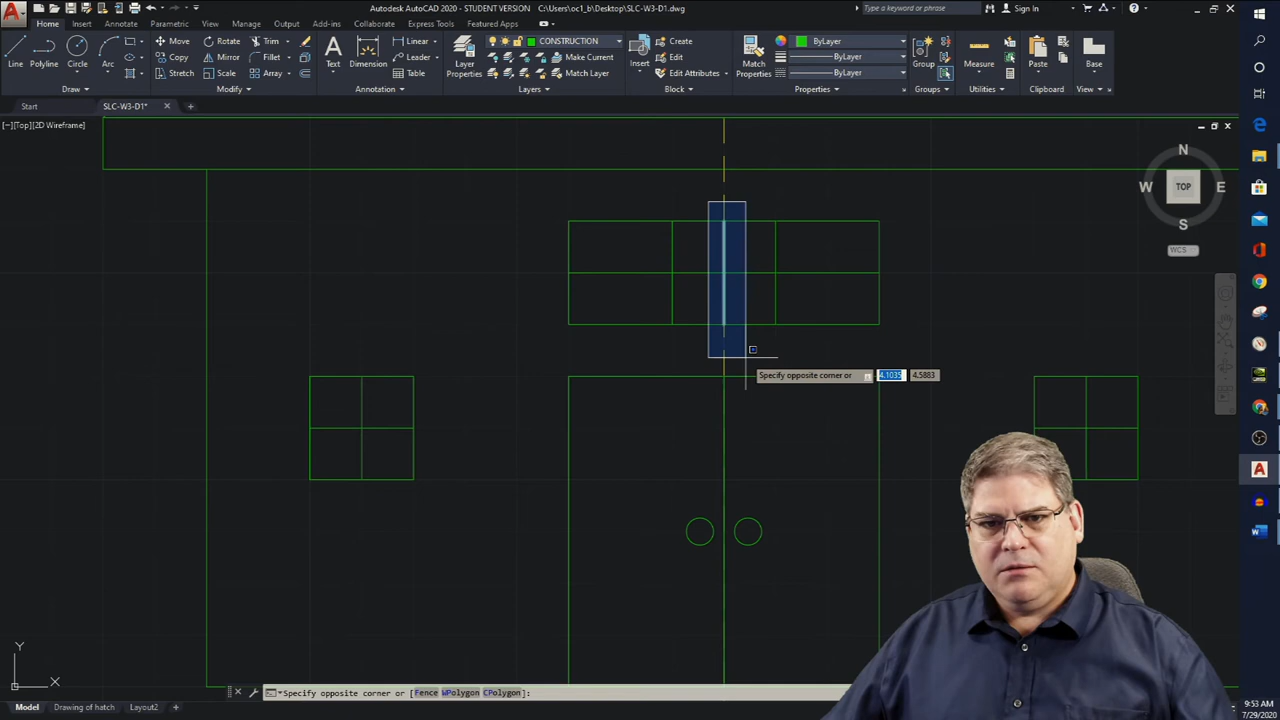 Autodesk AutoCAD 2020 - STUDENT VERSION C:\Users\oc1_b\Desktop\SLC-W3-D1.dwg
Type a keyword or phrase
Sign In
Home Insert Annotate Parametric View Manage Output Add-ins Collaborate Express Tools Featured Apps
Line Polyline Circle Arc
Move Rotate Trim
Copy Mirror Fillet
Stretch Scale Array
Text Dimension
Linear
Leader
Table
Layer
Properties
CONSTRUCTION
Make Current
Match Layer
Insert
Create
Edit
Edit Attributes
Match
Properties
ByLayer
ByLayer
ByLayer
Group
Measure
Paste
Base
Draw Modify Annotation Layers Block Properties Groups Utilities Clipboard View
Start SLC-W3-D1*
[−][Top][2D Wireframe]
N
W TOP E
S
WCS
Specify opposite corner or 4.1035 4.5883
Y
X
Specify opposite corner or [Fence WPolygon CPolygon]:
Model Drawing of hatch Layout2
9:53 AM
7/29/2020